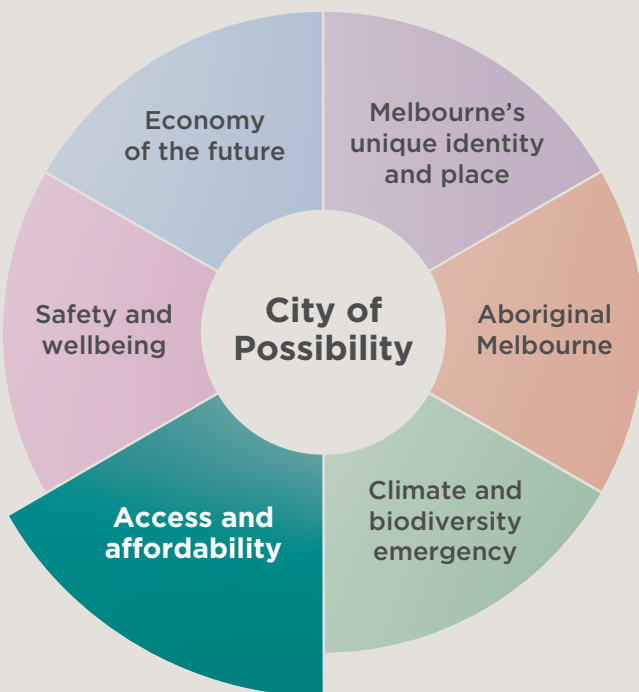 Economy
of the future
Melbourne’s
unique identity
and place
Safety and
wellbeing
City of
Possibility
Aboriginal
Melbourne
Access and
affordability
Climate and
biodiversity
emergency